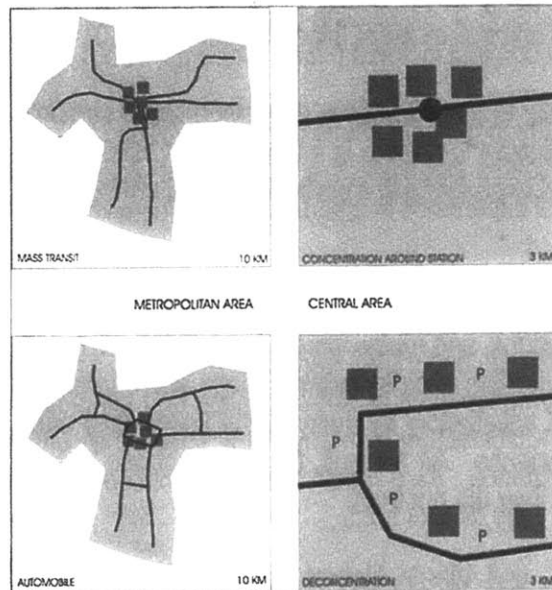 MASS TRANSIT 10 KM
CONCENTRATION AROUND STATION 3 KM
METROPOLITAN AREA CENTRAL AREA
P P
P
P
P
AUTOMOBILE 10 KM
DECONCENTRATION 3 KM